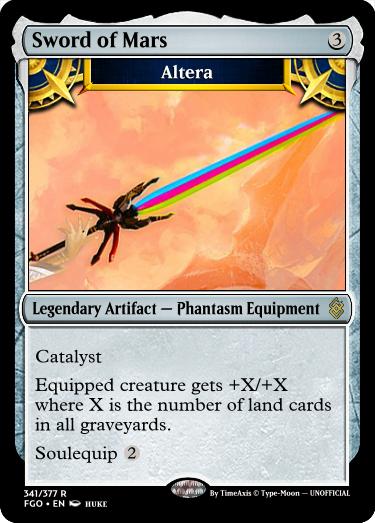 Sword of Mars 3
Altera
Legendary Artifact — Phantasm Equipment
Catalyst
Equipped creature gets +X/+X
where X is the number of land cards
in all graveyards.
Soulequip 2
341/377 R
FGO • EN HUKE
By TimeAxis © Type-Moon — UNOFFICIAL